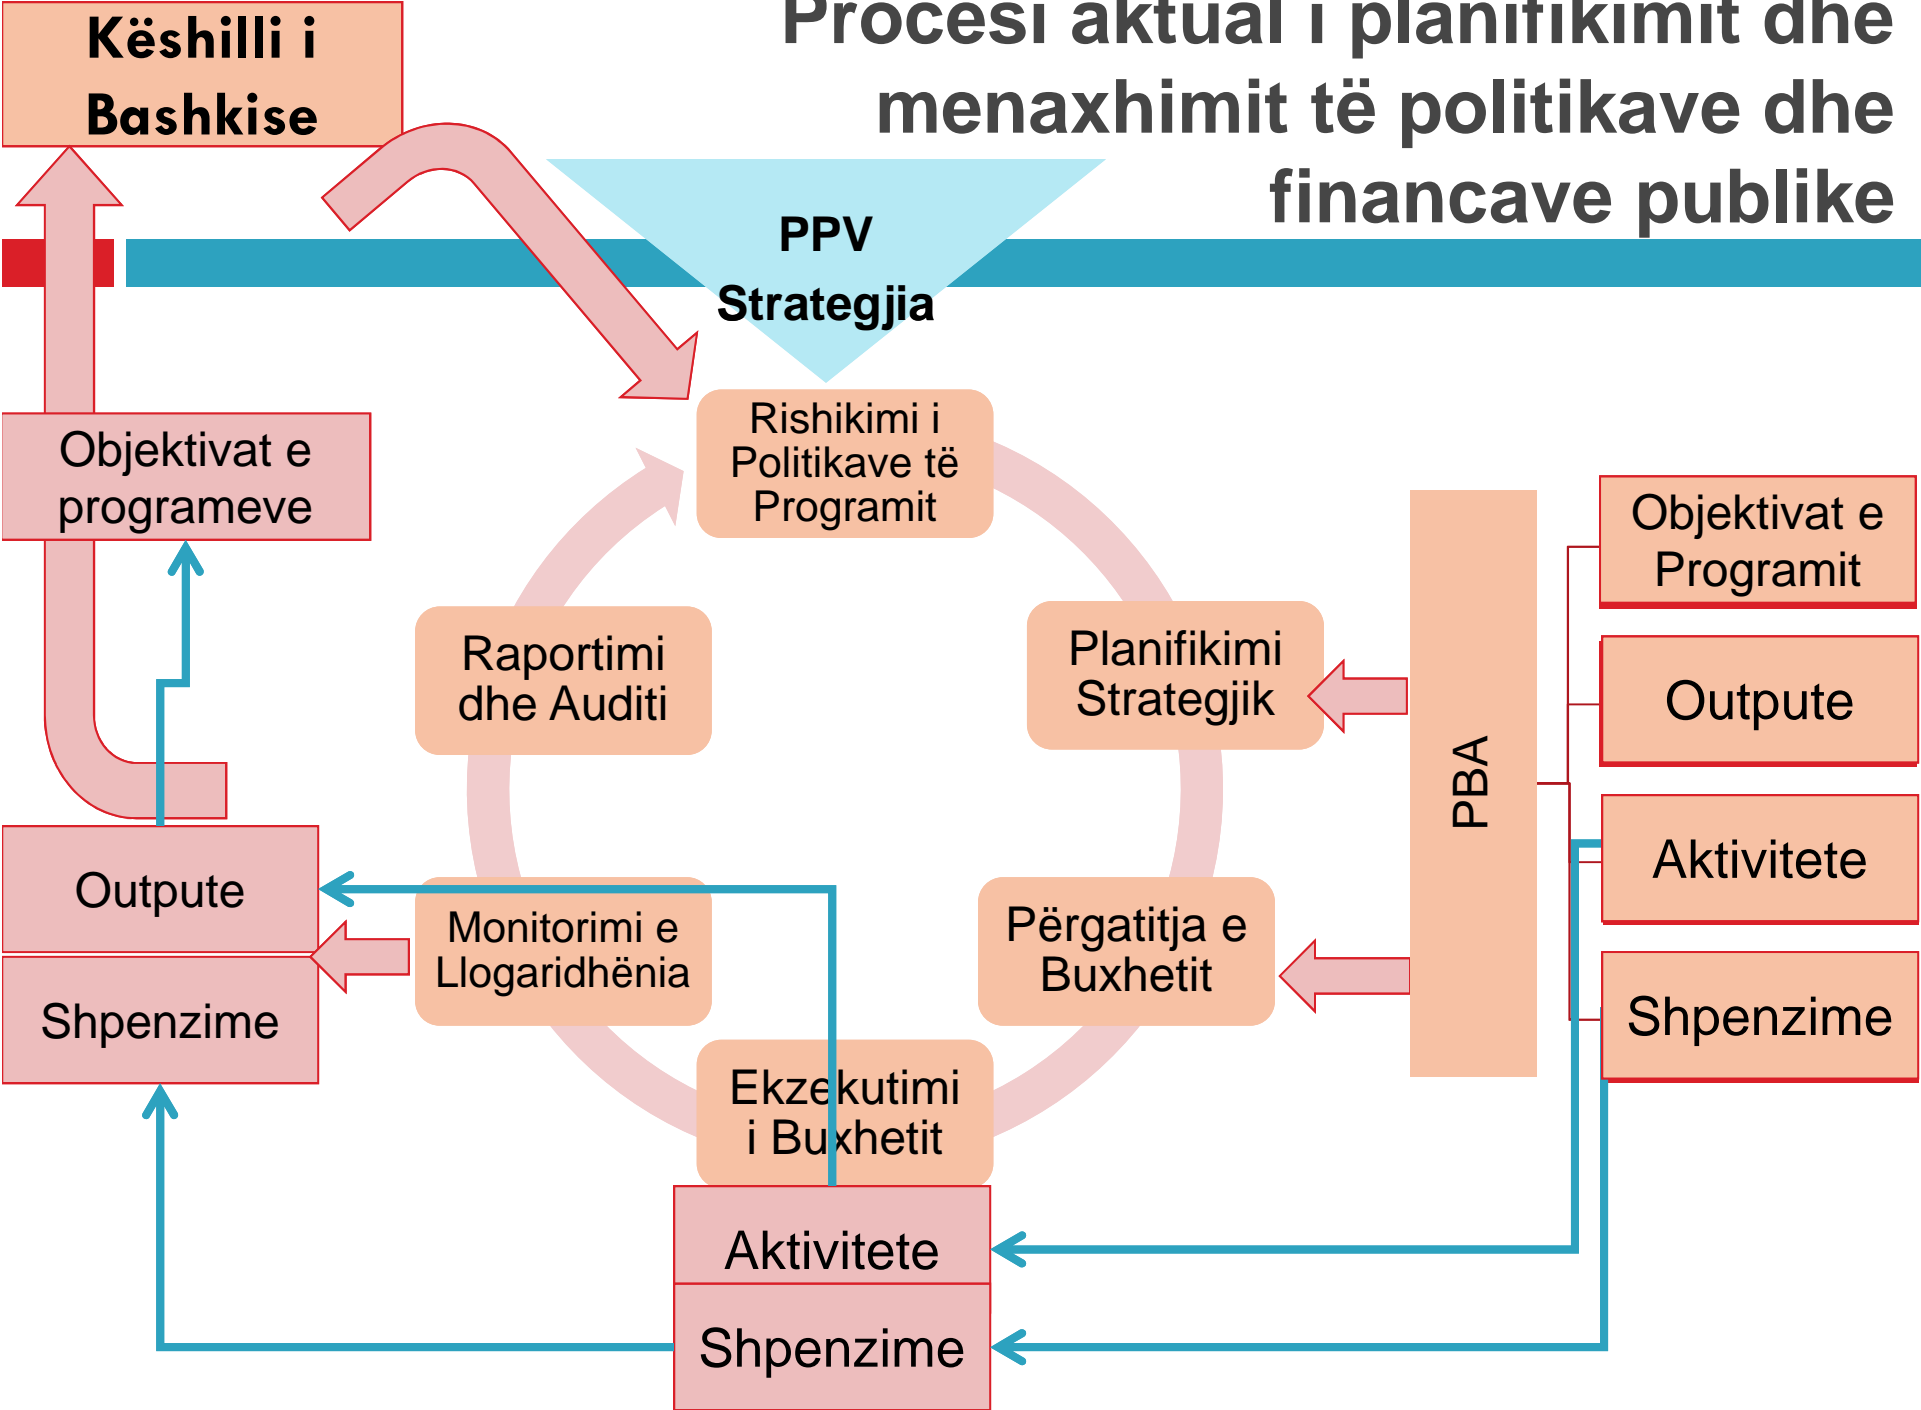 Procesi aktual i planifikimit dhe
menaxhimit të politikave dhe
financave publike
Këshilli i
Bashkise
PPV
Strategjia
Rishikimi i
Politikave të
Programit
Objektivat e
programeve
Raportimi
dhe Auditi
Planifikimi
Strategjik
PBA
Objektivat e
Programit
Outpute
Aktivitete
Shpenzime
Outpute
Shpenzime
Monitorimi e
Llogaridhënia
Përgatitja e
Buxhetit
Ekzekutimi
i Buxhetit
Aktivitete
Shpenzime